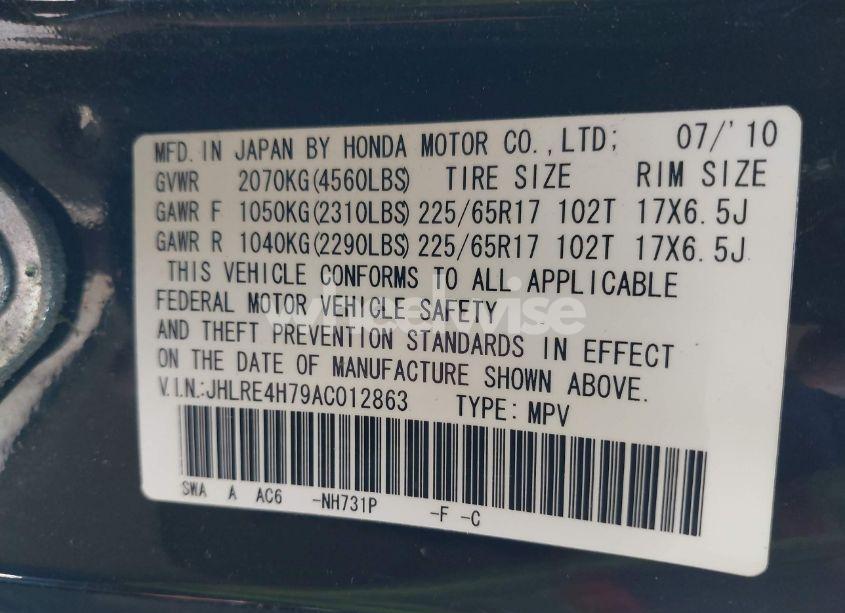 MFD. IN JAPAN BY HONDA MOTOR CO., LTD; 07/'10
GVWR 2070KG(4560LBS) TIRE SIZE RIM SIZE
GAWR F 1050KG(2310LBS) 225/65R17 102T 17X6.5J
GAWR R 1040KG(2290LBS) 225/65R17 102T 17X6.5J
THIS VEHICLE CONFORMS TO ALL APPLICABLE
FEDERAL MOTOR VEHICLE SAFETY
AND THEFT PREVENTION STANDARDS IN EFFECT
ON THE DATE OF MANUFACTURE SHOWN ABOVE.
V.I.N.:JHLRE4H79AC012863 TYPE: MPV
SWA A AC6 -NH731P -F -C
wheelwise